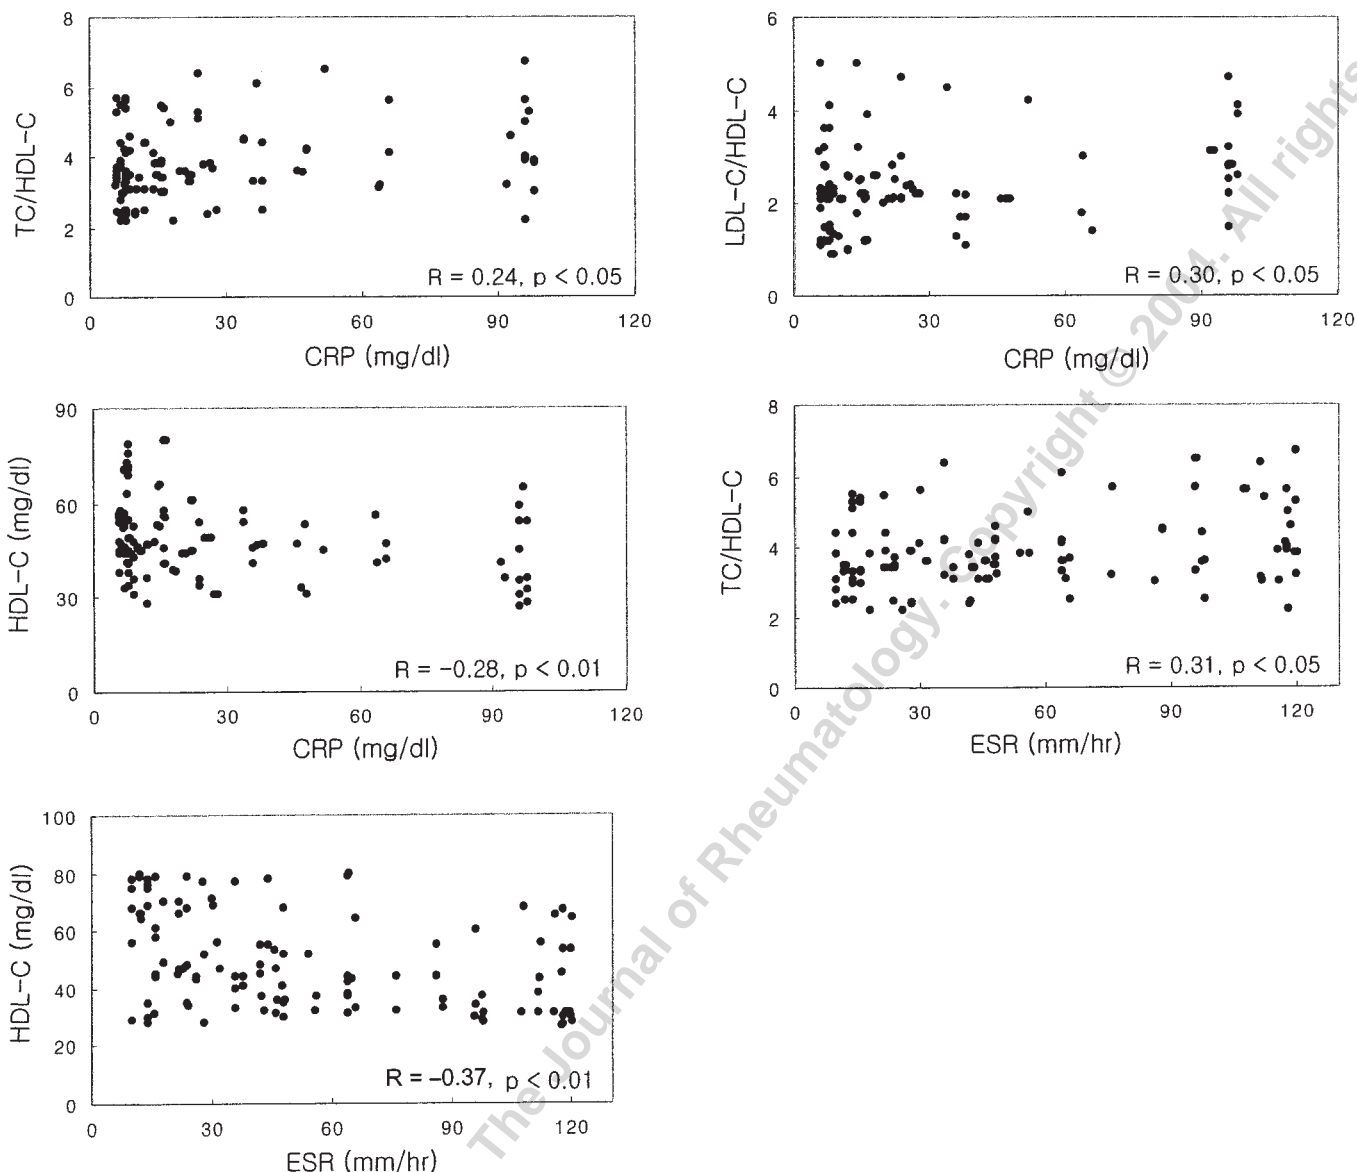 8
6
4
2
0
TC/HDL-C
R = 0.24, p < 0.05
0 30 60 90 120
CRP (mg/dl)
6
4
2
0
LDL-C/HDL-C
R = 0.30, p < 0.05
0 30 60 90 120
CRP (mg/dl)
90
60
30
0
HDL-C (mg/dl)
R = -0.28, p < 0.01
0 30 60 90 120
CRP (mg/dl)
8
6
4
2
0
TC/HDL-C
R = 0.31, p < 0.05
0 30 60 90 120
ESR (mm/hr)
100
80
60
40
20
0
HDL-C (mg/dl)
R = -0.37, p < 0.01
0 30 60 90 120
ESR (mm/hr)
The Journal of Rheumatology. Copyright © 2004. All rights